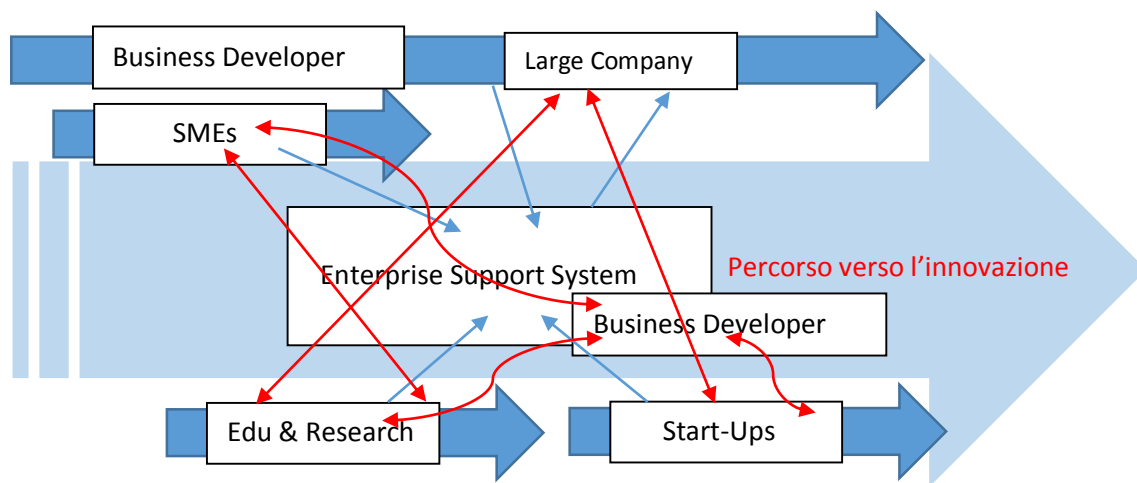 Business Developer
Large Company
SMEs
Enterprise Support System
Percorso verso l'innovazione
Business Developer
Edu & Research
Start-Ups